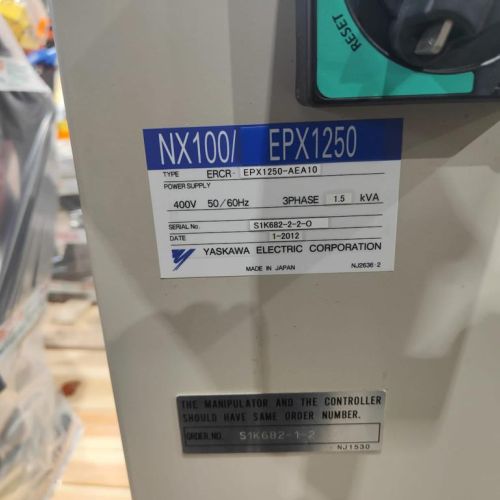 RESET
NX100/ EPX1250
TYPE ERCR- EPX1250-AEA10
POWER SUPPLY
400V 50/60Hz 3PHASE 1.5 kVA
SERIAL No. S1K682-2-2-0
DATE 1-2012
YASKAWA ELECTRIC CORPORATION
MADE IN JAPAN NJ2636-2
THE MANIPULATOR AND THE CONTROLLER
SHOULD HAVE SAME ORDER NUMBER.
ORDER.NO. S1K682-1-2
NJ1530